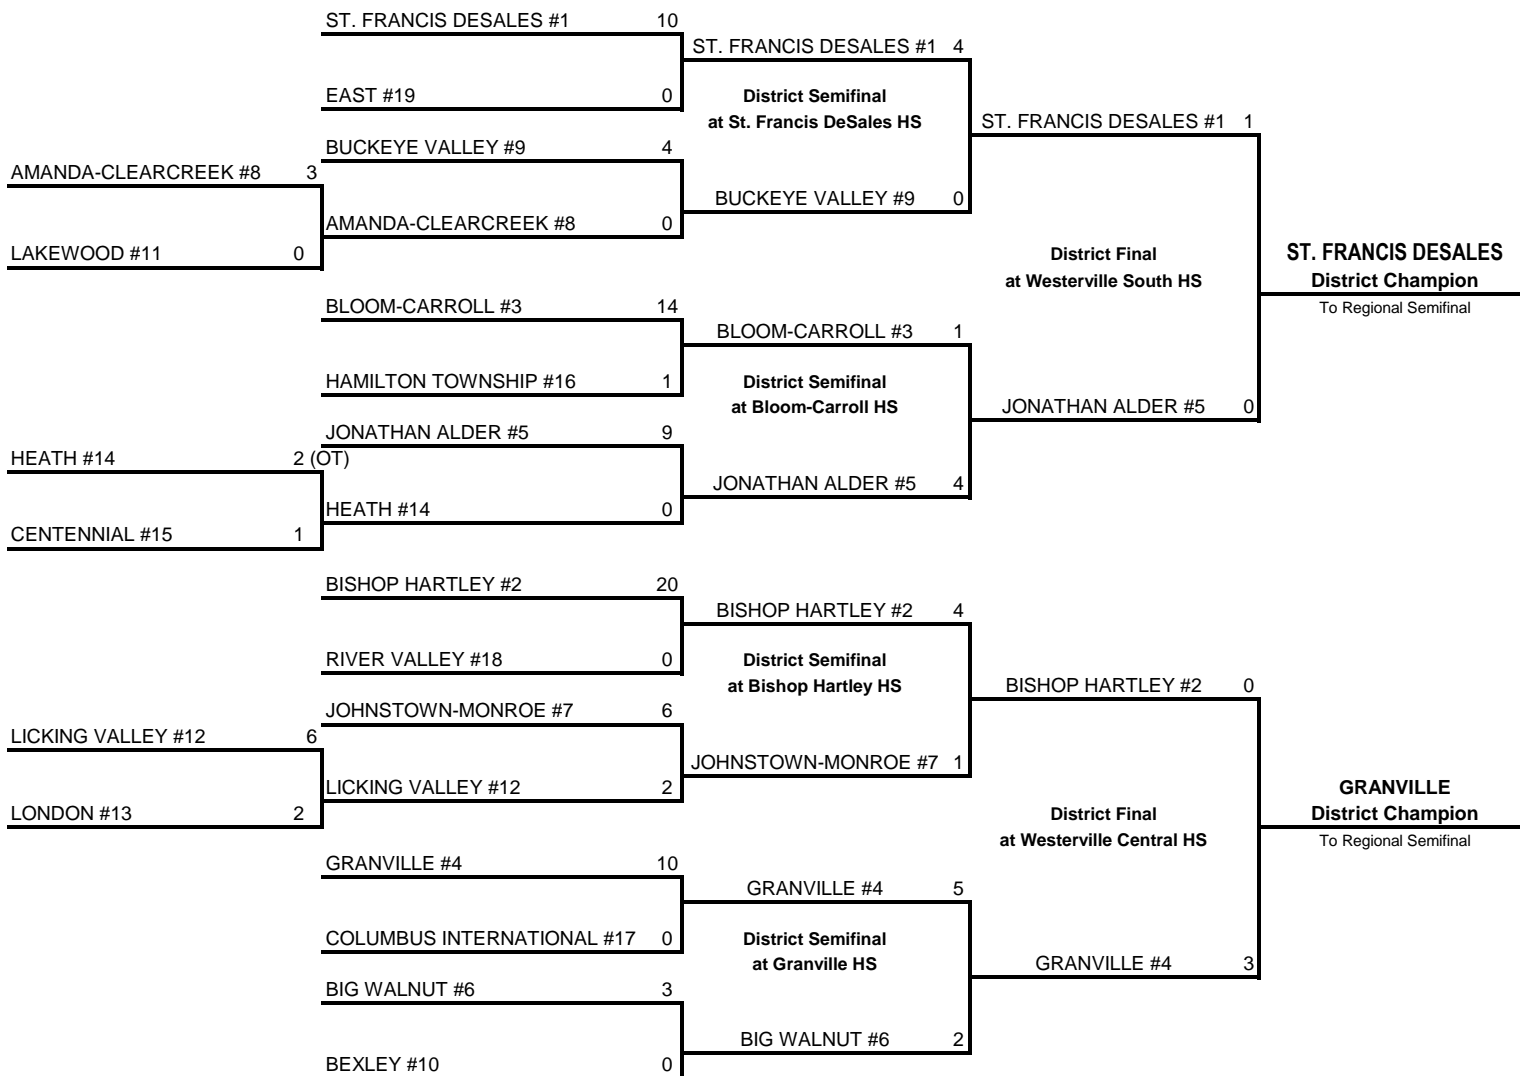 ST. FRANCIS DESALES #1 10
ST. FRANCIS DESALES #1 4
EAST #19 0
District Semifinal
at St. Francis DeSales HS
ST. FRANCIS DESALES #1 1
BUCKEYE VALLEY #9 4
AMANDA-CLEARCREEK #8 3
BUCKEYE VALLEY #9 0
AMANDA-CLEARCREEK #8 0
LAKEWOOD #11 0
District Final
at Westerville South HS
ST. FRANCIS DESALES
District Champion
To Regional Semifinal
BLOOM-CARROLL #3 14
BLOOM-CARROLL #3 1
HAMILTON TOWNSHIP #16 1
District Semifinal
at Bloom-Carroll HS
JONATHAN ALDER #5 0
JONATHAN ALDER #5 9
HEATH #14 2 (OT)
JONATHAN ALDER #5 4
HEATH #14 0
CENTENNIAL #15 1
BISHOP HARTLEY #2 20
BISHOP HARTLEY #2 4
RIVER VALLEY #18 0
District Semifinal
at Bishop Hartley HS
BISHOP HARTLEY #2 0
JOHNSTOWN-MONROE #7 6
LICKING VALLEY #12 6
JOHNSTOWN-MONROE #7 1
LICKING VALLEY #12 2
LONDON #13 2
District Final
at Westerville Central HS
GRANVILLE
District Champion
To Regional Semifinal
GRANVILLE #4 10
GRANVILLE #4 5
COLUMBUS INTERNATIONAL #17 0
District Semifinal
at Granville HS
GRANVILLE #4 3
BIG WALNUT #6 3
BIG WALNUT #6 2
BEXLEY #10 0